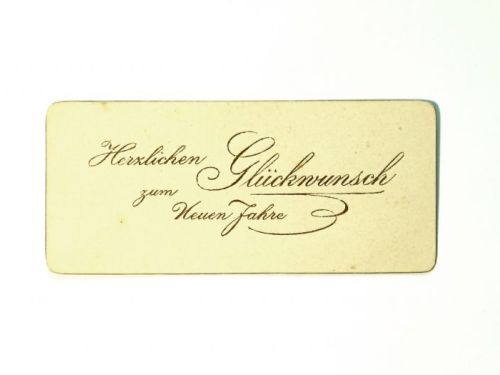 Herzlichen Glückwunsch
zum
Neuen Jahre